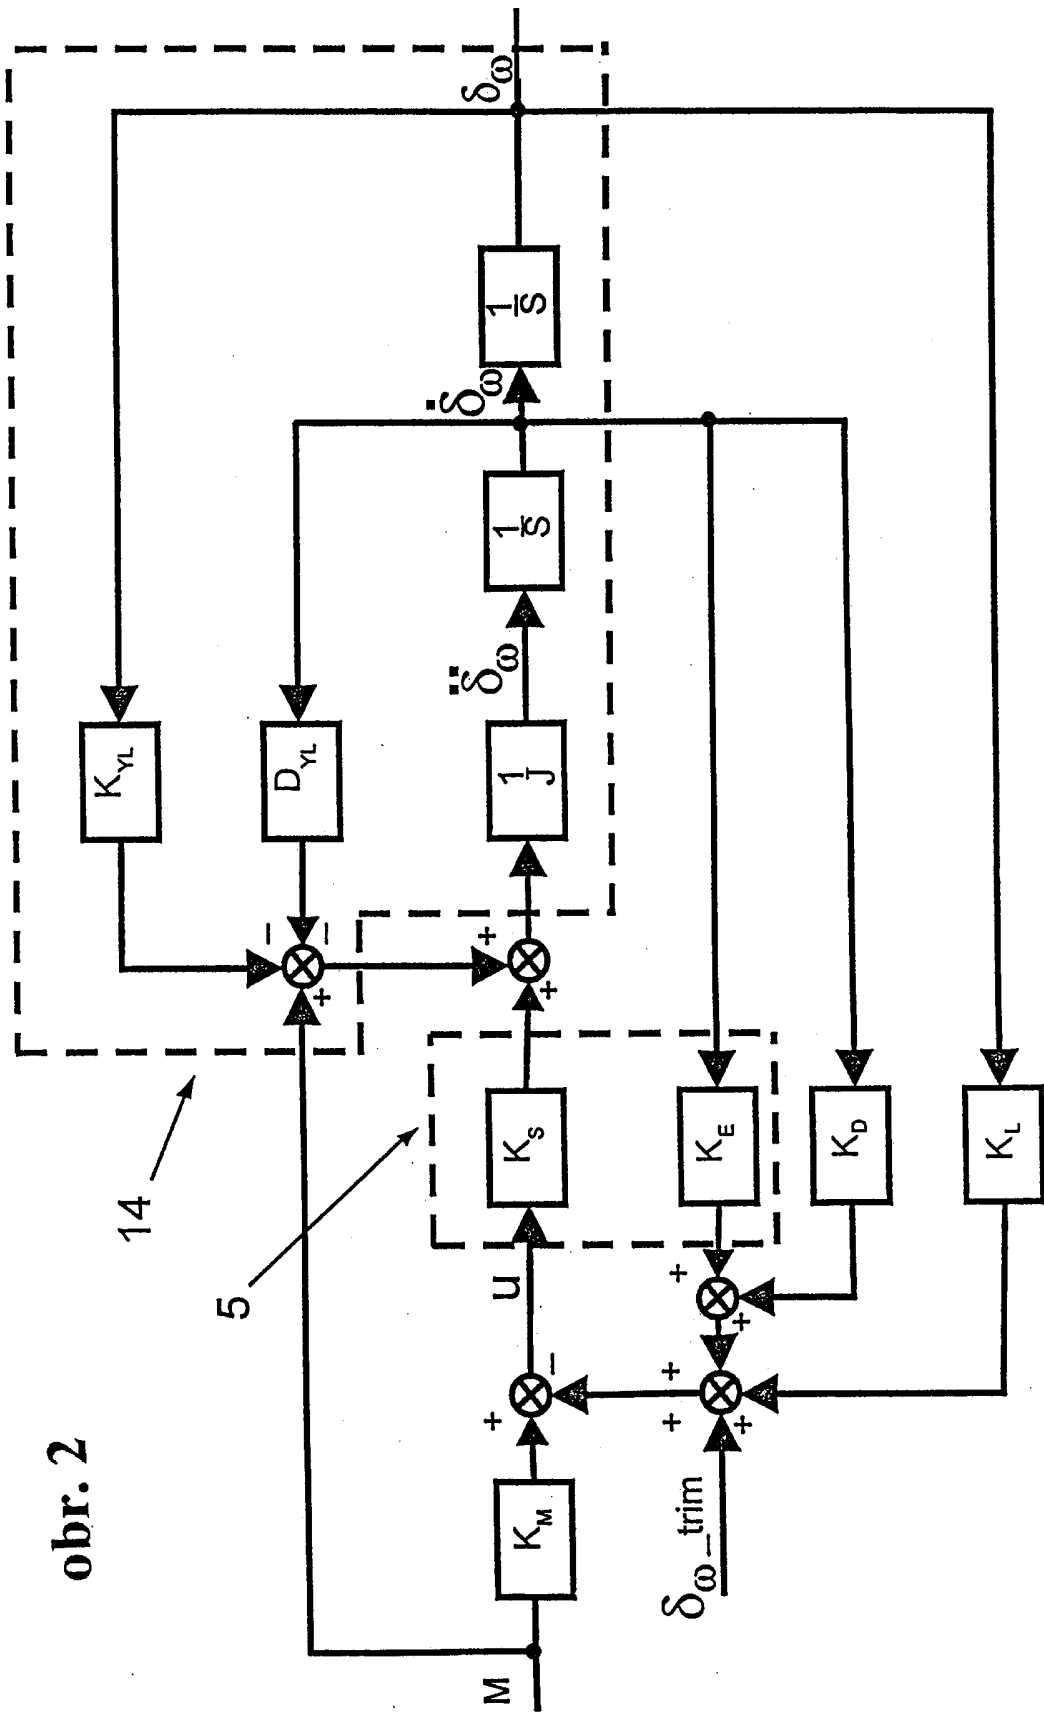 obr. 2
14
5
K_YL
D_YL
M
K_M
+
−
u
K_S
+
+
−
−
+
1/J
δ̈_ω
1/S
δ̈_ω
1/S
δ_ω
δ_ω_trim
+
+
+
+
+
K_E
K_D
K_L